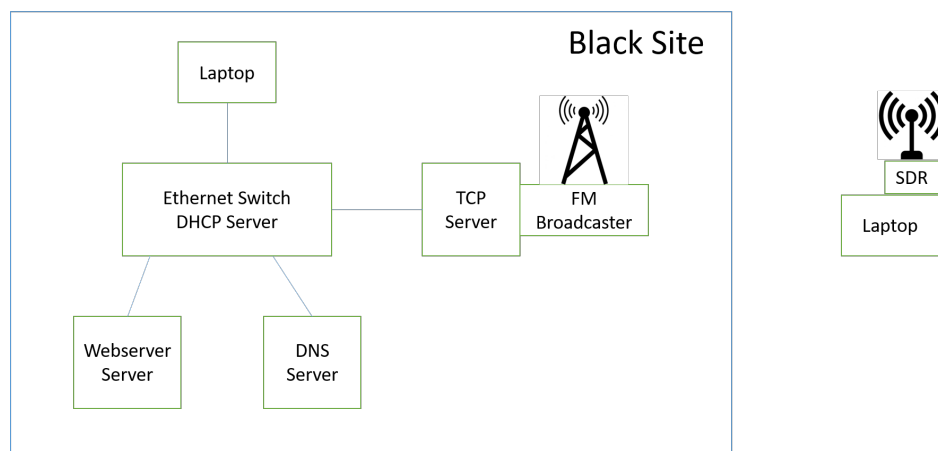 Black Site
Laptop
Ethernet Switch
DHCP Server
TCP
Server
FM
Broadcaster
SDR
Laptop
Webserver
Server
DNS
Server